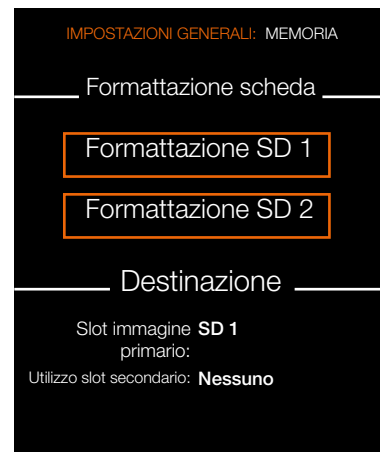 IMPOSTAZIONI GENERALI: MEMORIA
Formattazione scheda
Formattazione SD 1
Formattazione SD 2
Destinazione
Slot immagine SD 1
primario:
Utilizzo slot secondario: Nessuno